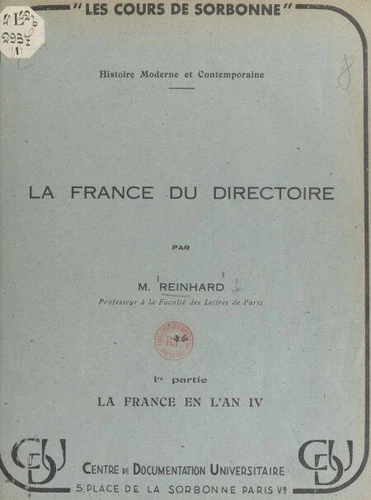 "LES COURS DE SORBONNE"
Histoire Moderne et Contemporaine
LA FRANCE DU DIRECTOIRE
PAR
M. REINHARD
Professeur à la Faculté des Lettres de Paris
Ire partie
LA FRANCE EN L'AN IV
CDU
CDU
CENTRE DE DOCUMENTATION UNIVERSITAIRE
5, PLACE DE LA SORBONNE PARIS Ve